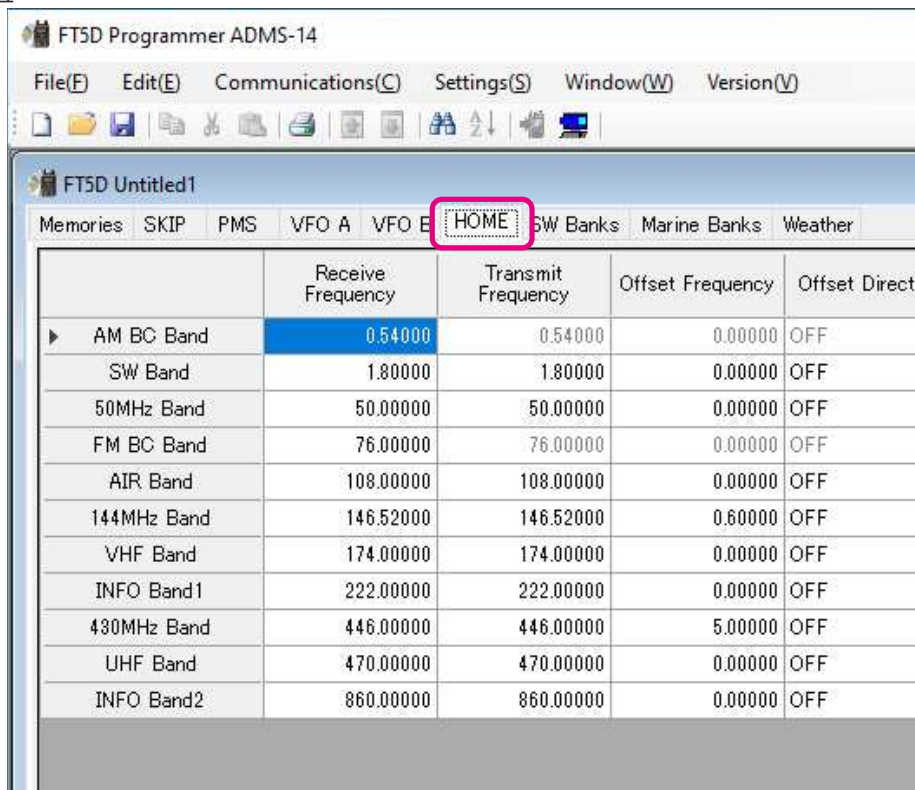 FT5D Programmer ADMS-14
File(F) Edit(E) Communications(C) Settings(S) Window(W) Version(V)
FT5D Untitled1
Memories SKIP PMS VFO A VFO B HOME SW Banks Marine Banks Weather
Receive Frequency Transmit Frequency Offset Frequency Offset Direct
AM BC Band 0.54000 0.54000 0.00000 OFF
SW Band 1.80000 1.80000 0.00000 OFF
50MHz Band 50.00000 50.00000 0.00000 OFF
FM BC Band 76.00000 76.00000 0.00000 OFF
AIR Band 108.00000 108.00000 0.00000 OFF
144MHz Band 146.52000 146.52000 0.60000 OFF
VHF Band 174.00000 174.00000 0.00000 OFF
INFO Band1 222.00000 222.00000 0.00000 OFF
430MHz Band 446.00000 446.00000 5.00000 OFF
UHF Band 470.00000 470.00000 0.00000 OFF
INFO Band2 860.00000 860.00000 0.00000 OFF